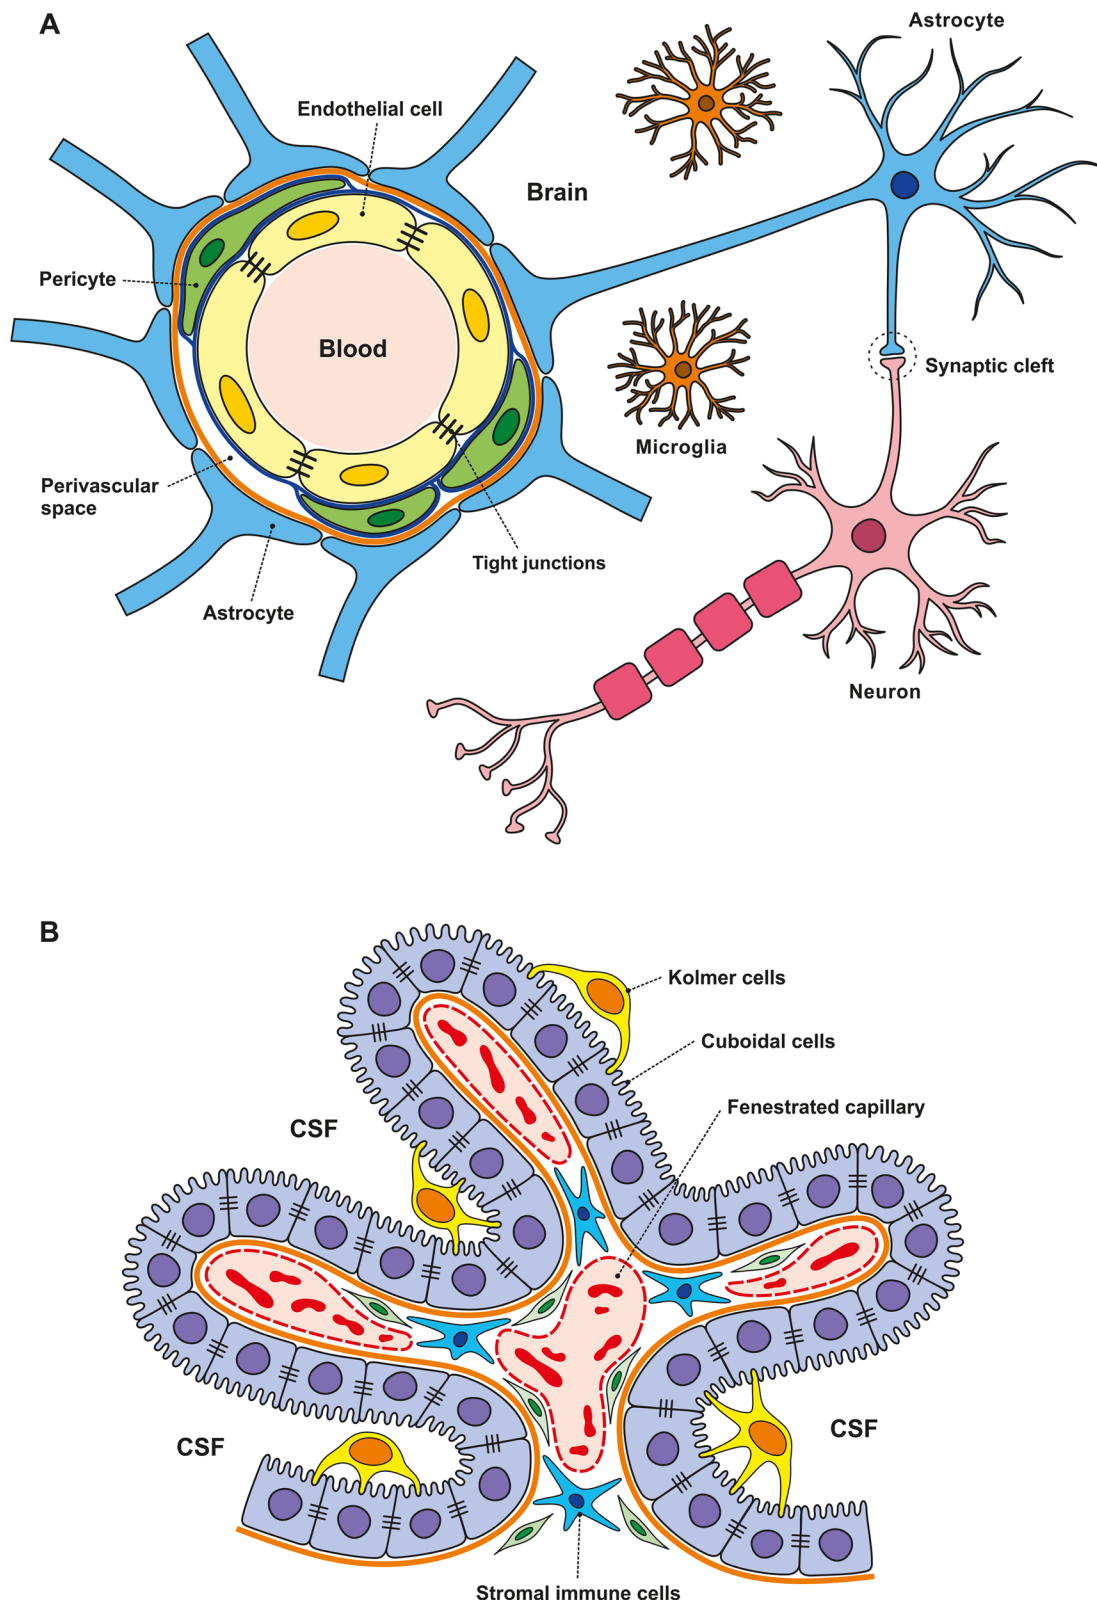 A
Astrocyte
Endothelial cell
Brain
Pericyte
Blood
Synaptic cleft
Microglia
Perivascular
space
Tight junctions
Astrocyte
Neuron
B
Kolmer cells
Cuboidal cells
Fenestrated capillary
CSF
CSF
CSF
Stromal immune cells